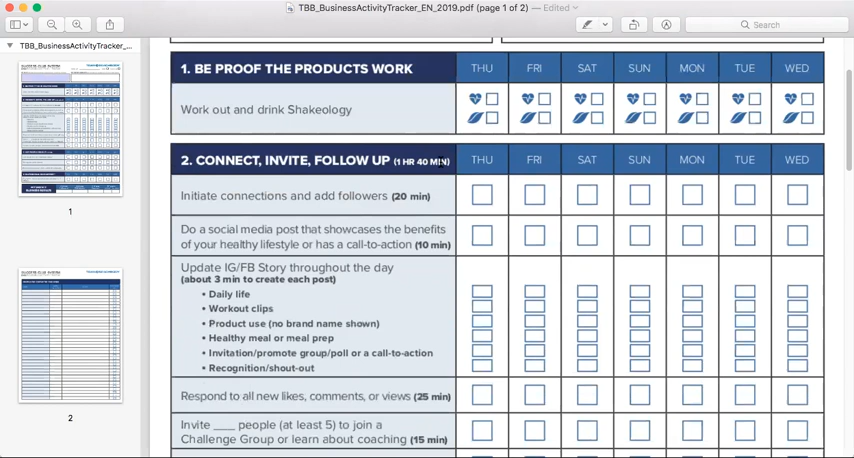 TBB_BusinessActivityTracker_EN_2019.pdf (page 1 of 2) — Edited
Search
TBB_BusinessActivityTracker_EN_2019...
1
2
1. BE PROOF THE PRODUCTS WORK THU FRI SAT SUN MON TUE WED
Work out and drink Shakeology
2. CONNECT, INVITE, FOLLOW UP (1 HR 40 MIN) THU FRI SAT SUN MON TUE WED
Initiate connections and add followers (20 min)
Do a social media post that showcases the benefits
of your healthy lifestyle or has a call-to-action (10 min)
Update IG/FB Story throughout the day
(about 3 min to create each post)
• Daily life
• Workout clips
• Product use (no brand name shown)
• Healthy meal or meal prep
• Invitation/promote group/poll or a call-to-action
• Recognition/shout-out
Respond to all new likes, comments, or views (25 min)
Invite ___ people (at least 5) to join a
Challenge Group or learn about coaching (15 min)